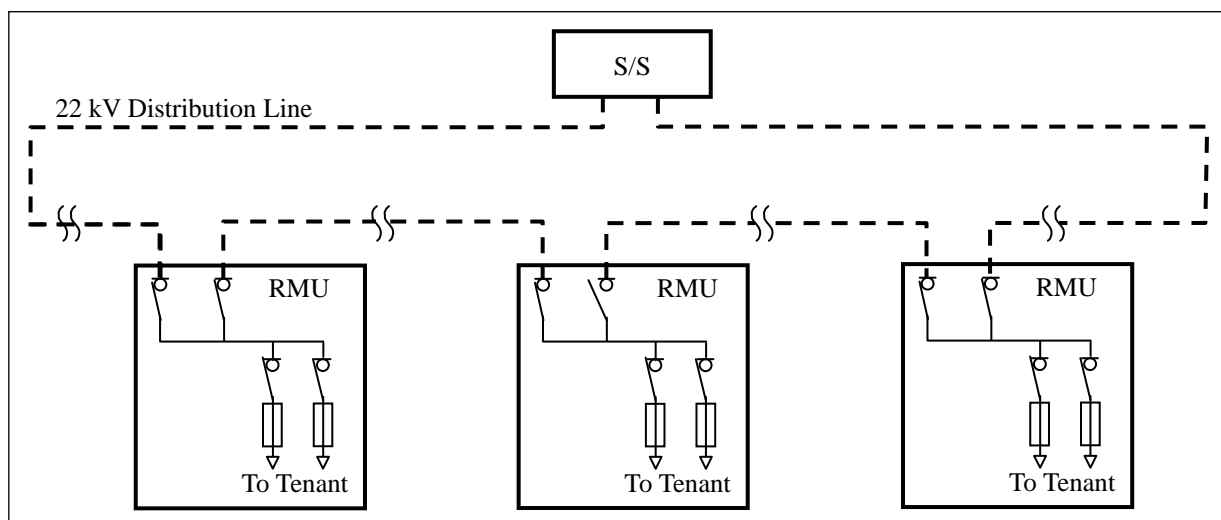 S/S
22 kV Distribution Line
RMU
RMU
RMU
To Tenant
To Tenant
To Tenant